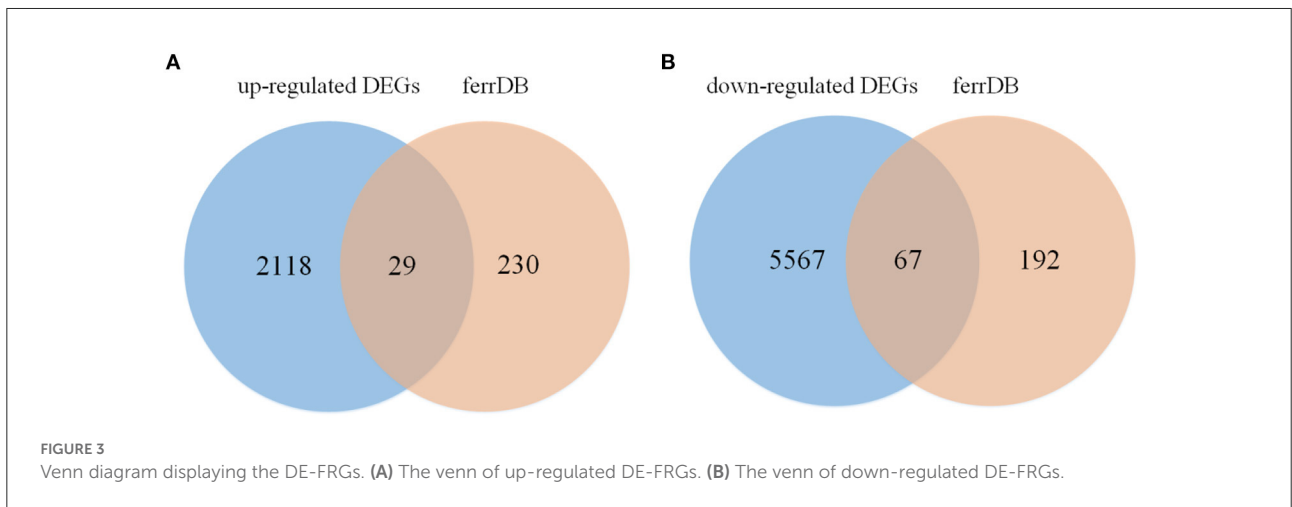 A
up-regulated DEGs ferrDB
2118 29 230
B
down-regulated DEGs ferrDB
5567 67 192
FIGURE 3
Venn diagram displaying the DE-FRGs. (A) The venn of up-regulated DE-FRGs. (B) The venn of down-regulated DE-FRGs.